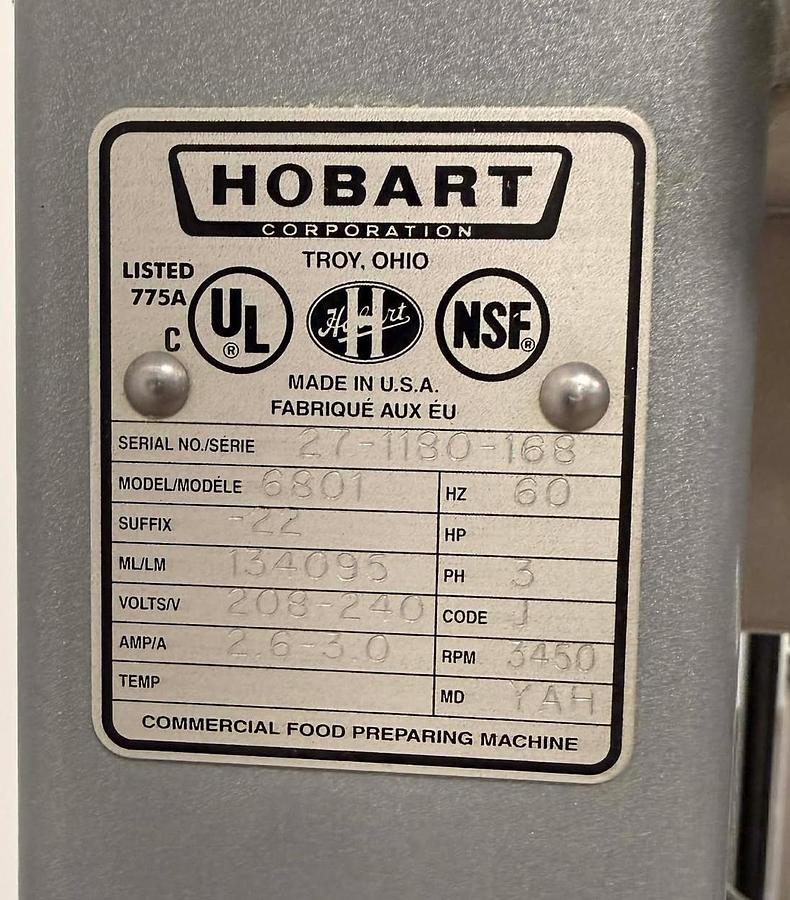 HOBART
CORPORATION
TROY, OHIO
LISTED
775A
C UL ® Hobart NSF ®
MADE IN U.S.A.
FABRIQUÉ AUX ÉU
SERIAL NO./SÉRIE 27-1180-168
MODEL/MODÉLE 6801 HZ 60
SUFFIX -22 HP
ML/LM 134095 PH 3
VOLTS/V 208-240 CODE J
AMP/A 2.6-3.0 RPM 3450
TEMP MD YAH
COMMERCIAL FOOD PREPARING MACHINE